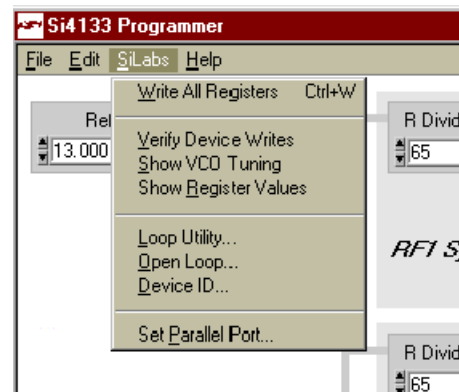 Si4133 Programmer
File Edit SiLabs Help
Write All Registers Ctrl+W
R Divid
13.000
65
Verify Device Writes
Show VCO Tuning
Show Register Values
RF1 S
Loop Utility...
Open Loop...
Device ID...
Set Parallel Port...
R Divid
65